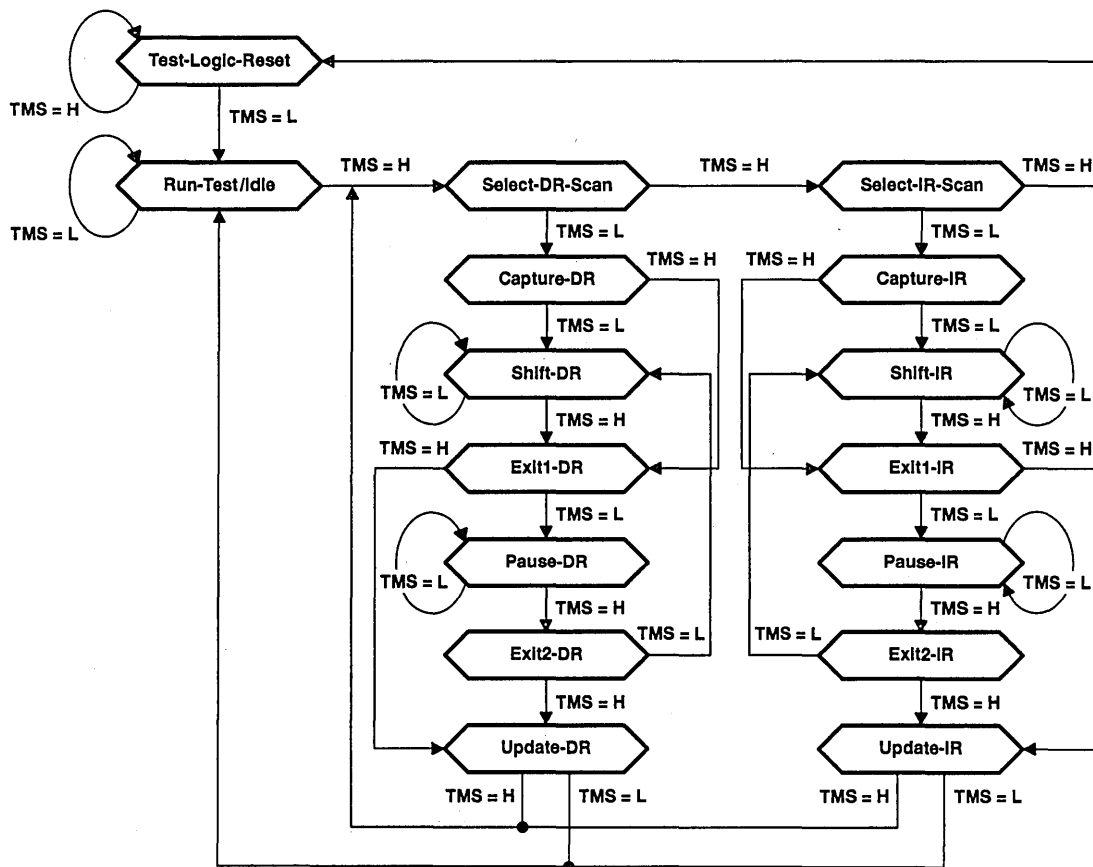 Test-Logic-Reset
TMS = H
TMS = L
Run-Test/Idle
TMS = H
Select-DR-Scan
TMS = H
Select-IR-Scan
TMS = H
TMS = L
TMS = L
TMS = L
Capture-DR
TMS = H
TMS = H
Capture-IR
TMS = L
TMS = L
Shift-DR
TMS = L
Shift-IR
TMS = L
TMS = H
TMS = H
TMS = H
Exit1-DR
Exit1-IR
TMS = H
TMS = L
TMS = L
Pause-DR
TMS = L
Pause-IR
TMS = L
TMS = H
TMS = H
Exit2-DR
TMS = L
TMS = L
Exit2-IR
TMS = H
TMS = H
Update-DR
Update-IR
TMS = H
TMS = L
TMS = H
TMS = L